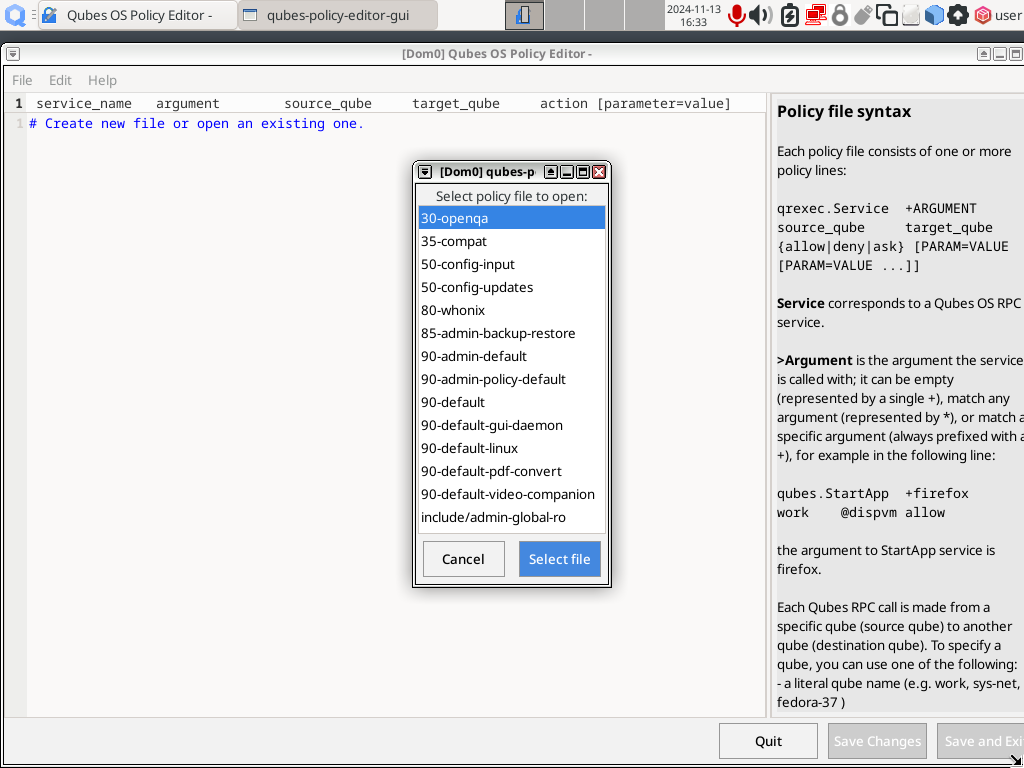 Qubes OS Policy Editor -
qubes-policy-editor-gui
2024-11-13
16:33
user
[Dom0] Qubes OS Policy Editor -
File Edit Help
1 service_name argument source_qube target_qube action [parameter=value]
1 # Create new file or open an existing one.
[Dom0] qubes-p
Select policy file to open:
30-openqa
35-compat
50-config-input
50-config-updates
80-whonix
85-admin-backup-restore
90-admin-default
90-admin-policy-default
90-default
90-default-gui-daemon
90-default-linux
90-default-pdf-convert
90-default-video-companion
include/admin-global-ro
Cancel
Select file
Policy file syntax
Each policy file consists of one or more
policy lines:
qrexec.Service +ARGUMENT
source_qube target_qube
{allow|deny|ask} [PARAM=VALUE
[PARAM=VALUE ...]]
Service corresponds to a Qubes OS RPC
service.
>Argument is the argument the service
is called with; it can be empty
(represented by a single +), match any
argument (represented by *), or match a
specific argument (always prefixed with a
+), for example in the following line:
qubes.StartApp +firefox
work @dispvm allow
the argument to StartApp service is
firefox.
Each Qubes RPC call is made from a
specific qube (source qube) to another
qube (destination qube). To specify a
qube, you can use one of the following:
- a literal qube name (e.g. work, sys-net,
fedora-37 )
Quit
Save Changes
Save and Exi